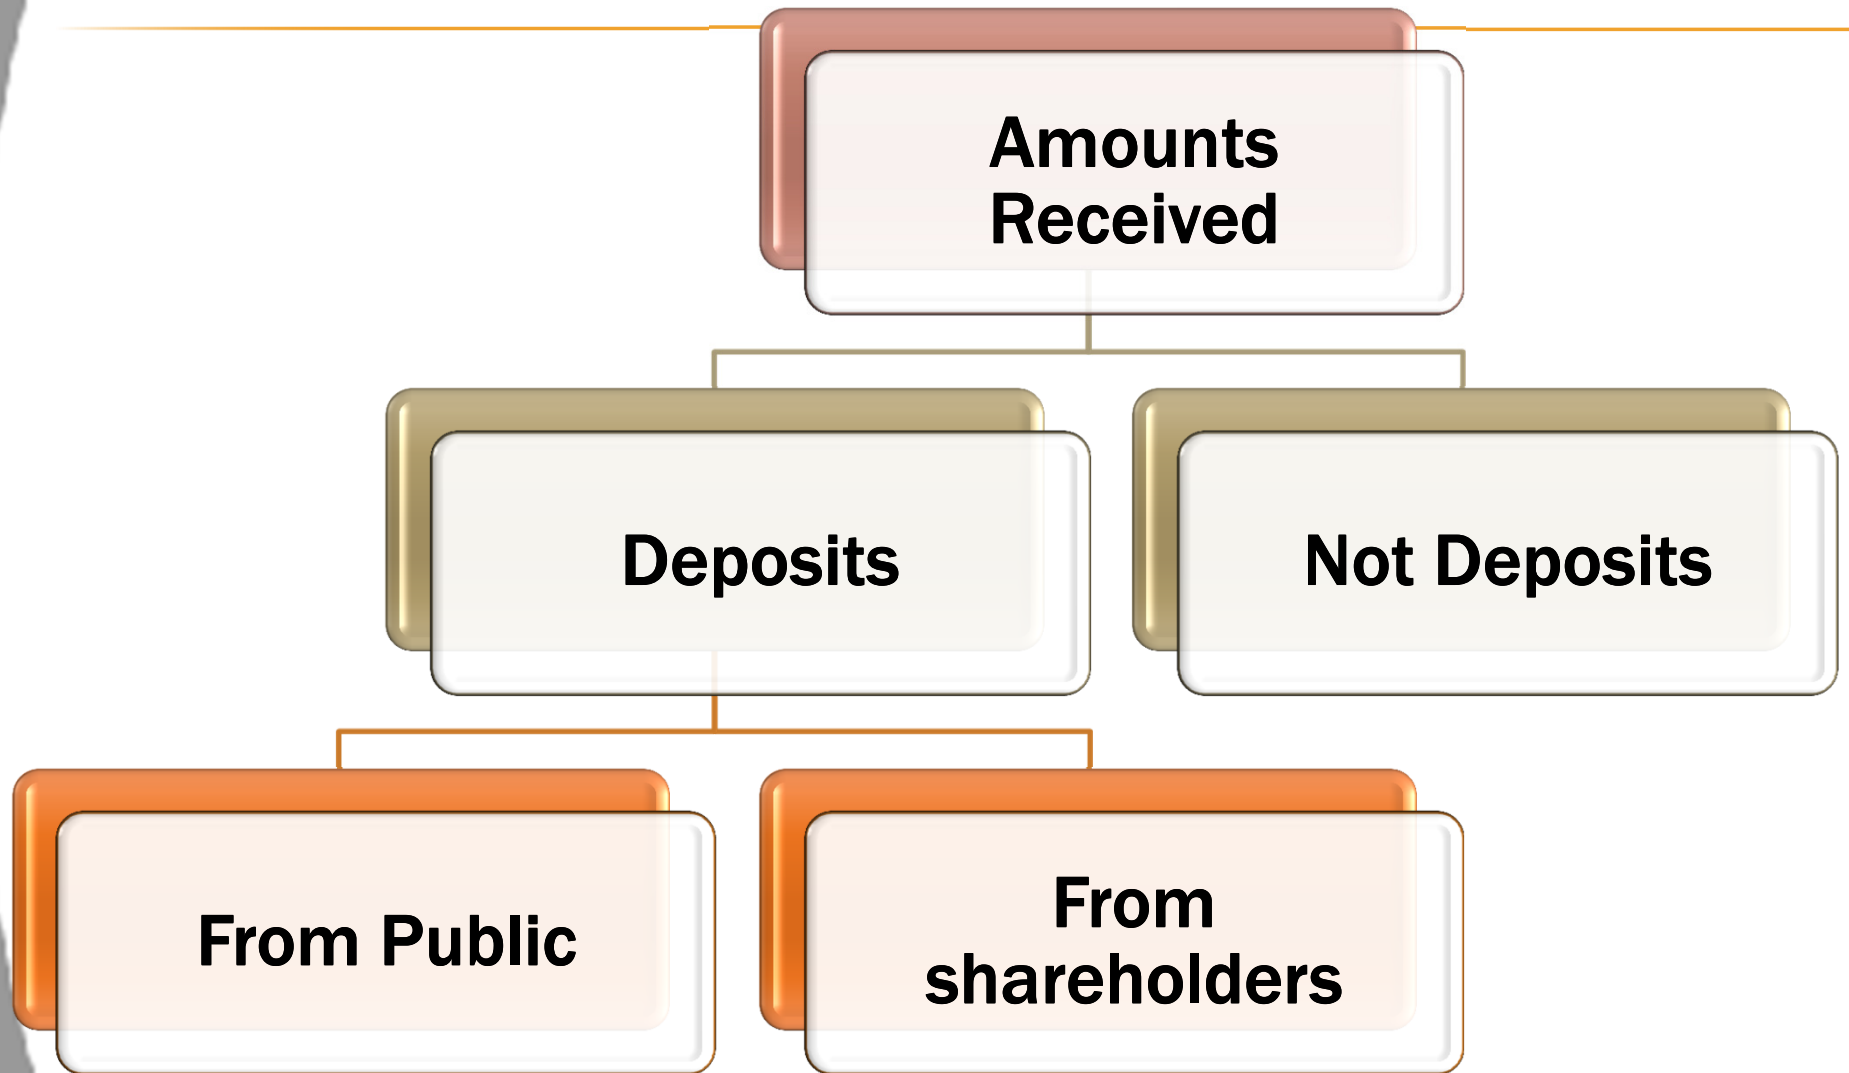 Amounts
Received
Deposits
Not Deposits
From Public
From
shareholders